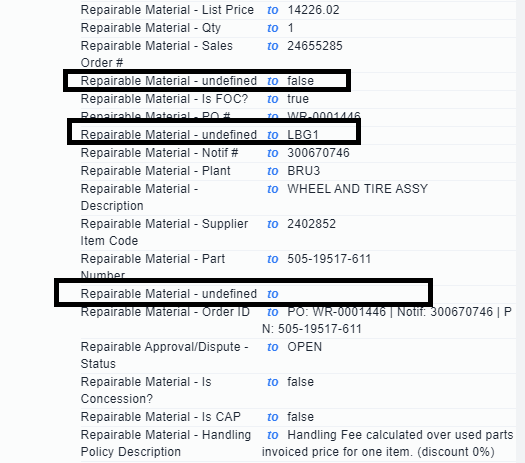 Repairable Material - List Price to 14226.02
Repairable Material - Qty to 1
Repairable Material - Sales to 24655285
Order #
Repairable Material - undefined to false
Repairable Material - Is FOC? to true
Repairable Material - PO # to WR-0001446
Repairable Material - undefined to LBG1
Repairable Material - Notif # to 300670746
Repairable Material - Plant to BRU3
Repairable Material - to WHEEL AND TIRE ASSY
Description
Repairable Material - Supplier to 2402852
Item Code
Repairable Material - Part to 505-19517-611
Number
Repairable Material - undefined to
Repairable Material - Order ID to PO: WR-0001446 | Notif: 300670746 | P
N: 505-19517-611
Repairable Approval/Dispute - to OPEN
Status
Repairable Material - Is to false
Concession?
Repairable Material - Is CAP to false
Repairable Material - Handling to Handling Fee calculated over used parts
Policy Description invoiced price for one item. (discount 0%)